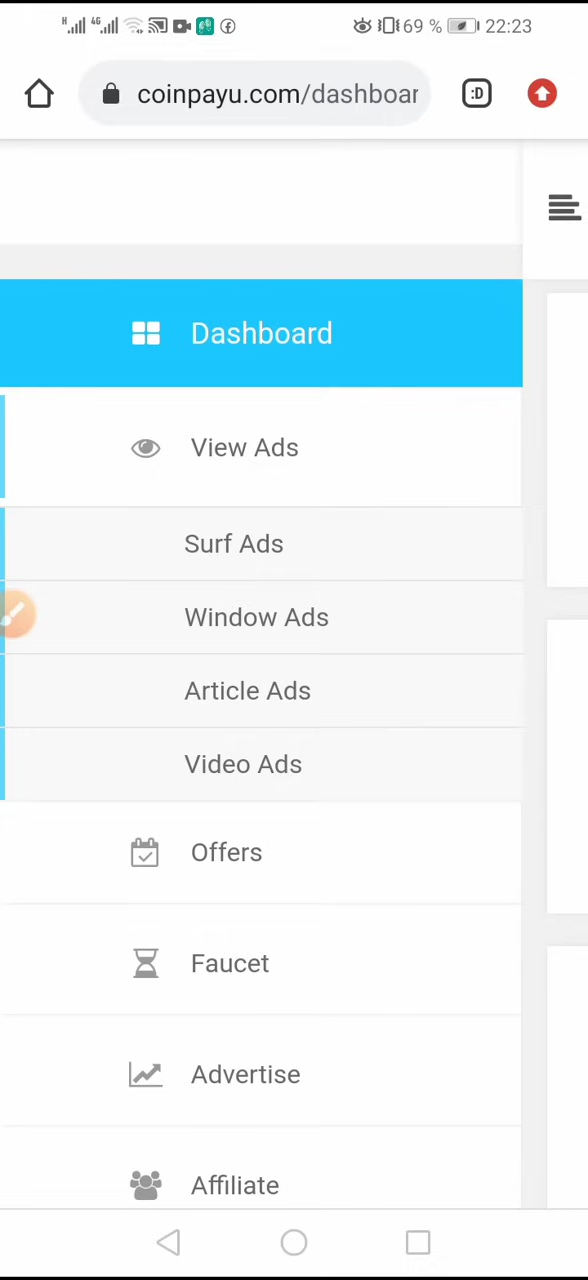 H 4G 69 % 22:23
coinpayu.com/dashboar :D
Dashboard
View Ads
Surf Ads
Window Ads
Article Ads
Video Ads
Offers
Faucet
Advertise
Affiliate